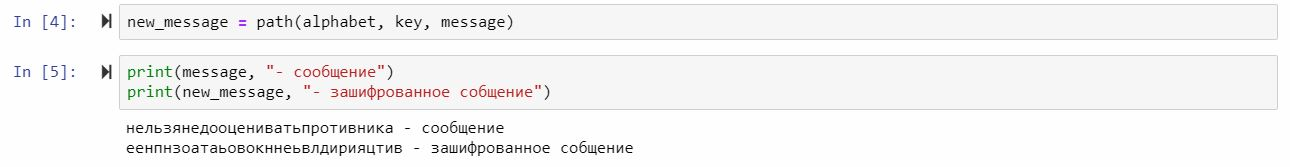 In [4]: new_message = path(alphabet, key, message)
In [5]: print(message, "- сообщение")
print(new_message, "- зашифрованное собщение")
нельзянедооцениватьпротивника - сообщение
еенпнзоатаьовокннеьвлдирияцтив - зашифрованное собщение